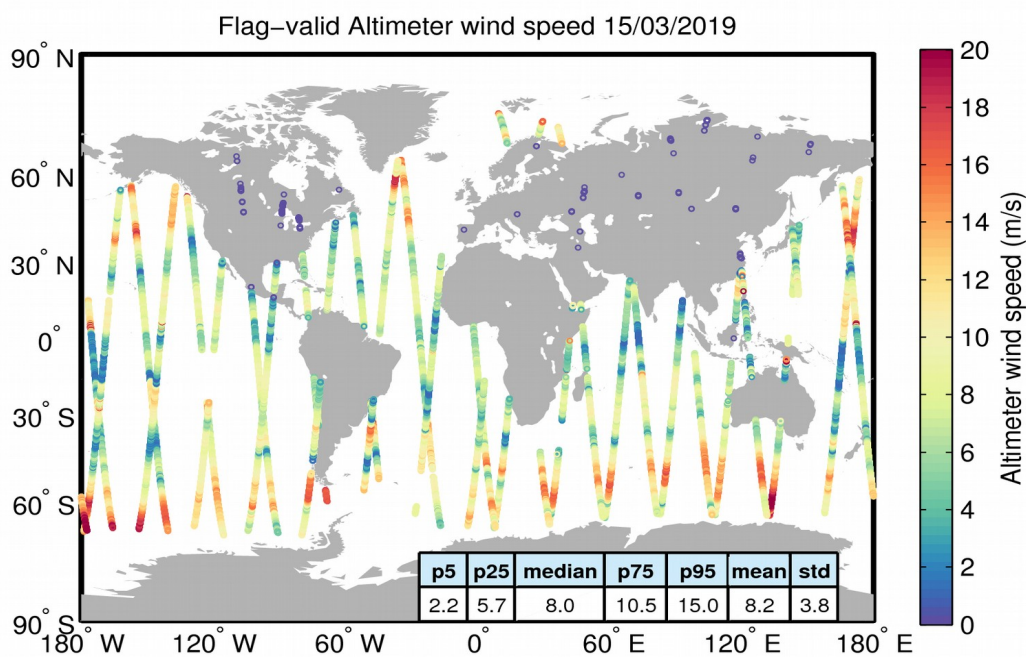 Flag−valid Altimeter wind speed 15/03/2019
90° N
60° N
30° N
0°
30° S
60° S
90° S
180° W
120° W
60° W
0°
60° E
120° E
180° E
p5 p25 median p75 p95 mean std
2.2 5.7 8.0 10.5 15.0 8.2 3.8
20
18
16
14
12
10
8
6
4
2
0
Altimeter wind speed (m/s)